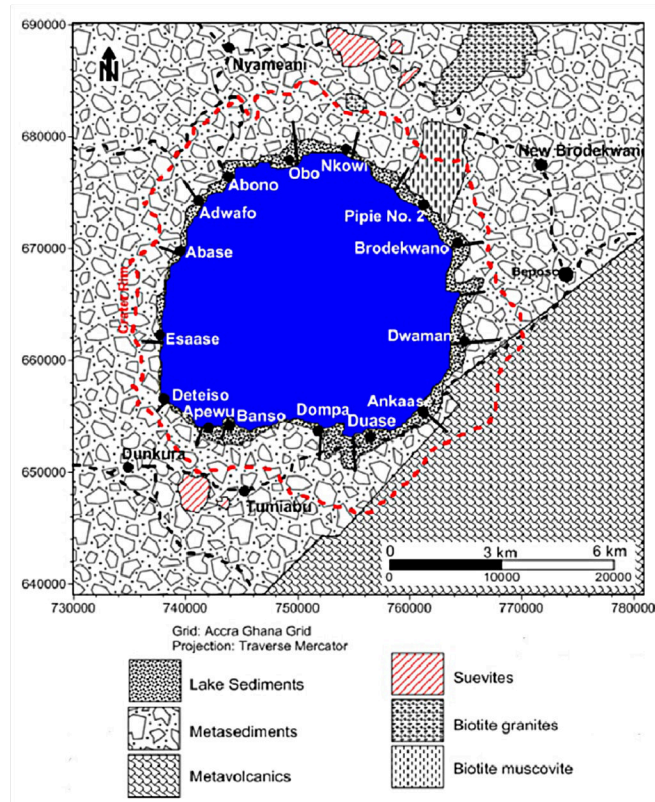 690000
680000
670000
660000
650000
640000
730000
740000
750000
760000
770000
780000
N
Nyameani
New Brodekwano
Obo
Nkowi
Abono
Adwafo
Pipie No. 2
Abase
Brodekwano
Beposo
Crater Rim
Esaase
Dwamam
Deteiso
Apewu
Banso
Dompa
Duase
Ankaase
Dunkura
Tumiabu
0 3 km 6 km
0 10000 20000
Grid: Accra Ghana Grid
Projection: Traverse Mercator
Lake Sediments
Metasediments
Metavolcanics
Suevites
Biotite granites
Biotite muscovite